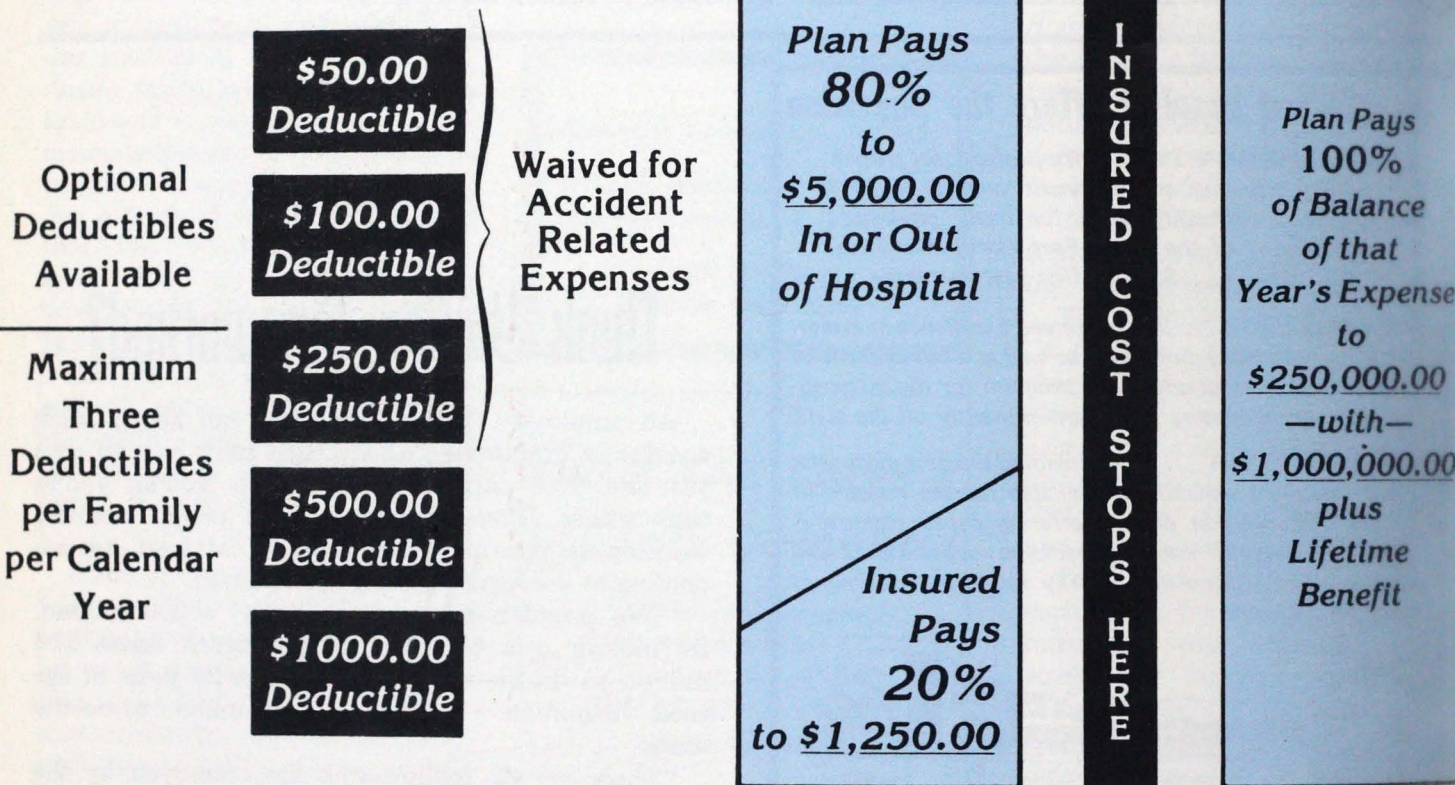 Optional
Deductibles
Available
Maximum
Three
Deductibles
per Family
per Calendar
Year
$50.00
Deductible
$100.00
Deductible
$250.00
Deductible
$500.00
Deductible
$1000.00
Deductible
Waived for
Accident
Related
Expenses
Plan Pays
80%
to
$5,000.00
In or Out
of Hospital
Insured
Pays
20%
to $1,250.00
INSURED COST STOPS HERE
Plan Pays
100%
of Balance
of that
Year's Expense
to
$250,000.00
—with—
$1,000,000.00
plus
Lifetime
Benefit